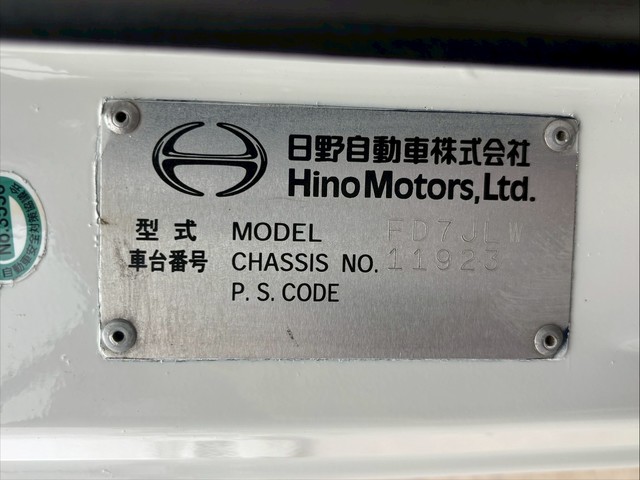 日野自動車株式会社
Hino Motors, Ltd.
型式 MODEL FD7JLW
車台番号 CHASSIS NO. 11923
P.S.CODE